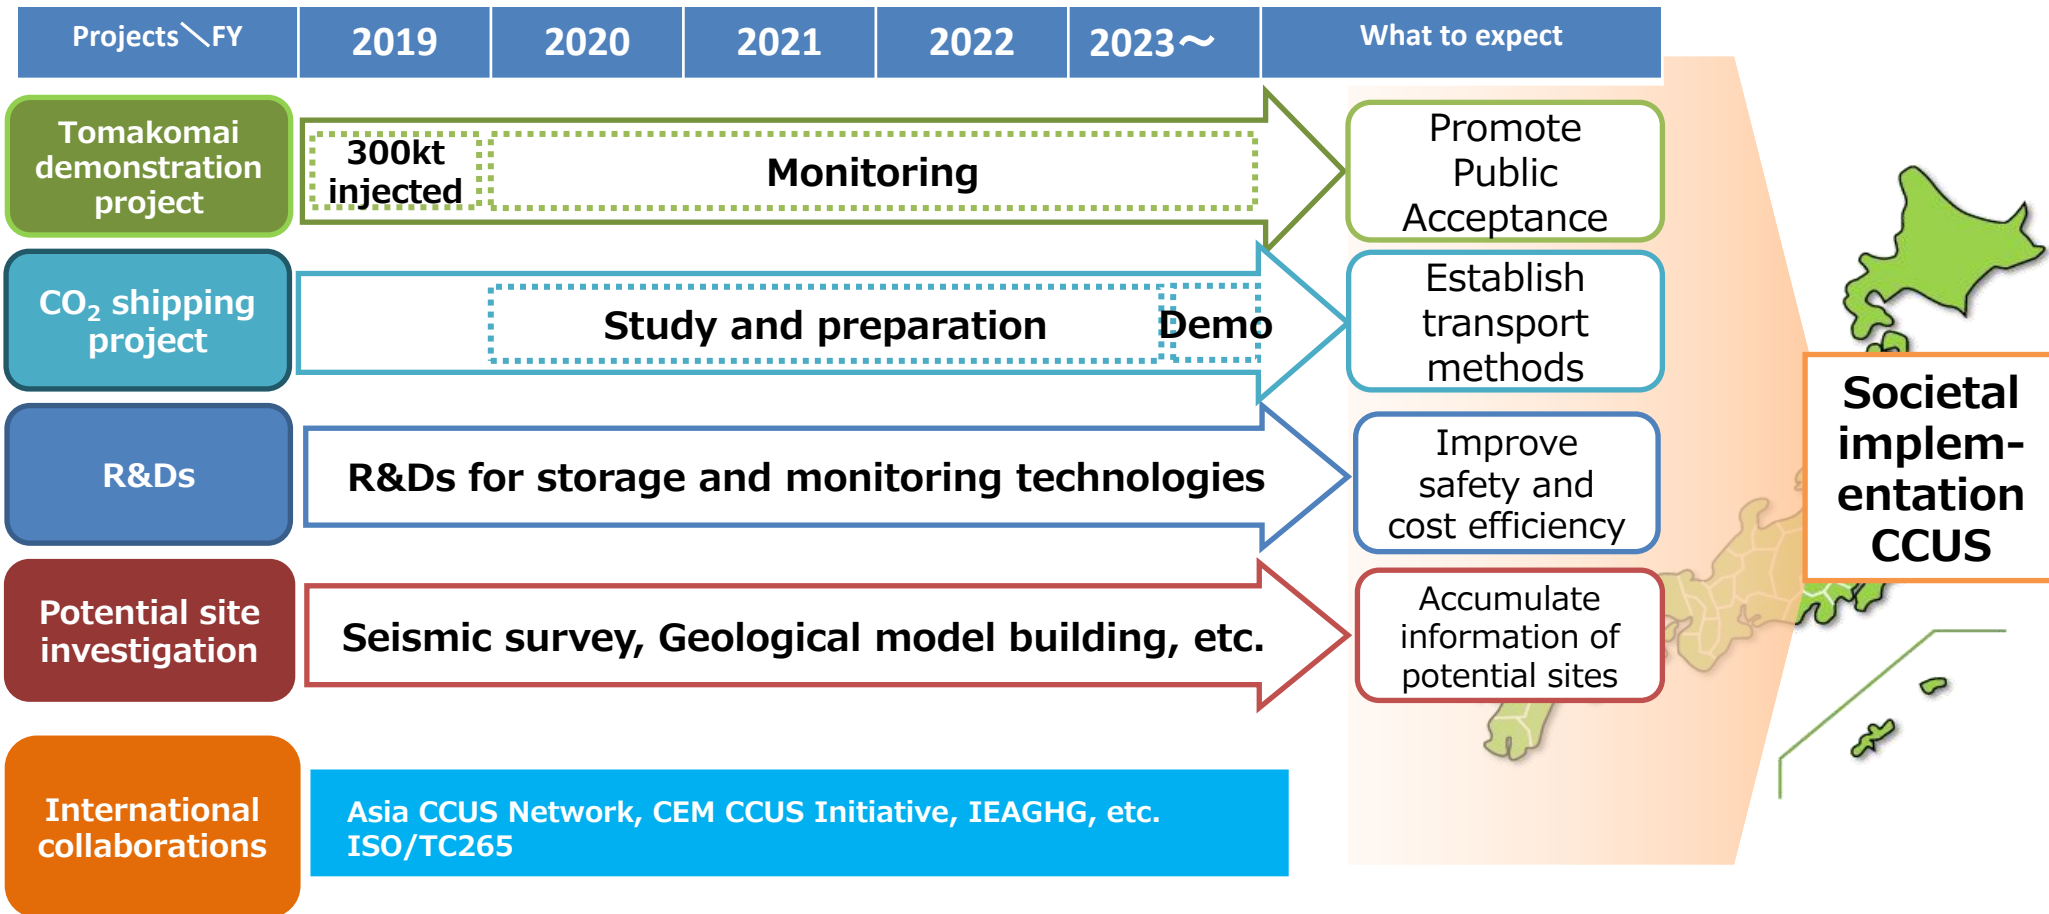 Projects＼FY
2019
2020
2021
2022
2023～
What to expect
Tomakomai
demonstration
project
300kt
injected
Monitoring
Promote
Public
Acceptance
CO₂ shipping
project
Study and preparation
Demo
Establish
transport
methods
R&Ds
R&Ds for storage and monitoring technologies
Improve
safety and
cost efficiency
Potential site
investigation
Seismic survey, Geological model building, etc.
Accumulate
information of
potential sites
International
collaborations
Asia CCUS Network, CEM CCUS Initiative, IEAGHG, etc.
ISO/TC265
Societal
implem-
entation
CCUS